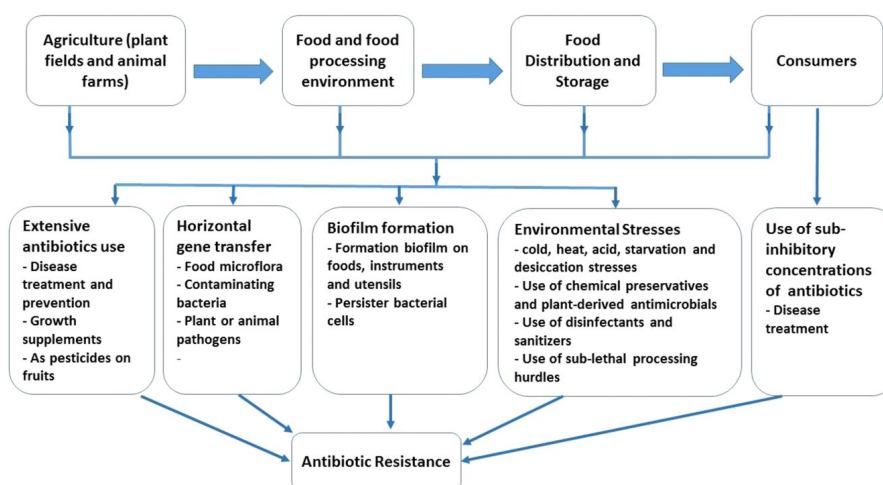 Agriculture (plant
fields and animal
farms)
Food and food
processing
environment
Food
Distribution and
Storage
Consumers
Extensive
antibiotics use
- Disease
treatment and
prevention
- Growth
supplements
- As pesticides on
fruits
Horizontal
gene transfer
- Food microflora
- Contaminating
bacteria
- Plant or animal
pathogens
-
Biofilm formation
- Formation biofilm on
foods, instruments
and utensils
- Persister bacterial
cells
Environmental Stresses
- cold, heat, acid, starvation and
desiccation stresses
- Use of chemical preservatives
and plant-derived antimicrobials
- Use of disinfectants and
sanitizers
- Use of sub-lethal processing
hurdles
Use of sub-
inhibitory
concentrations
of antibiotics
- Disease
treatment
Antibiotic Resistance